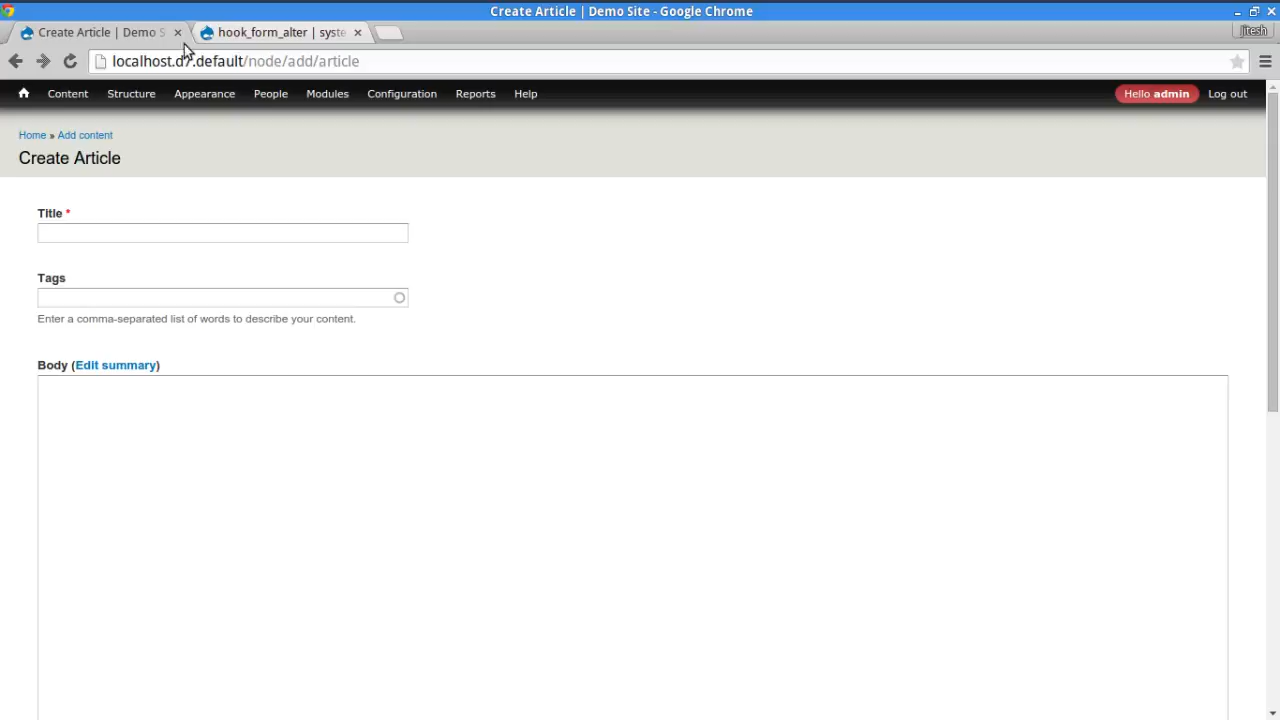 Create Article | Demo Site - Google Chrome
Create Article | Demo S
hook_form_alter | syste
jitesh
localhost.d7.default/node/add/article
Content Structure Appearance People Modules Configuration Reports Help Hello admin Log out
Home » Add content
Create Article
Title *
Tags
Enter a comma-separated list of words to describe your content.
Body (Edit summary)